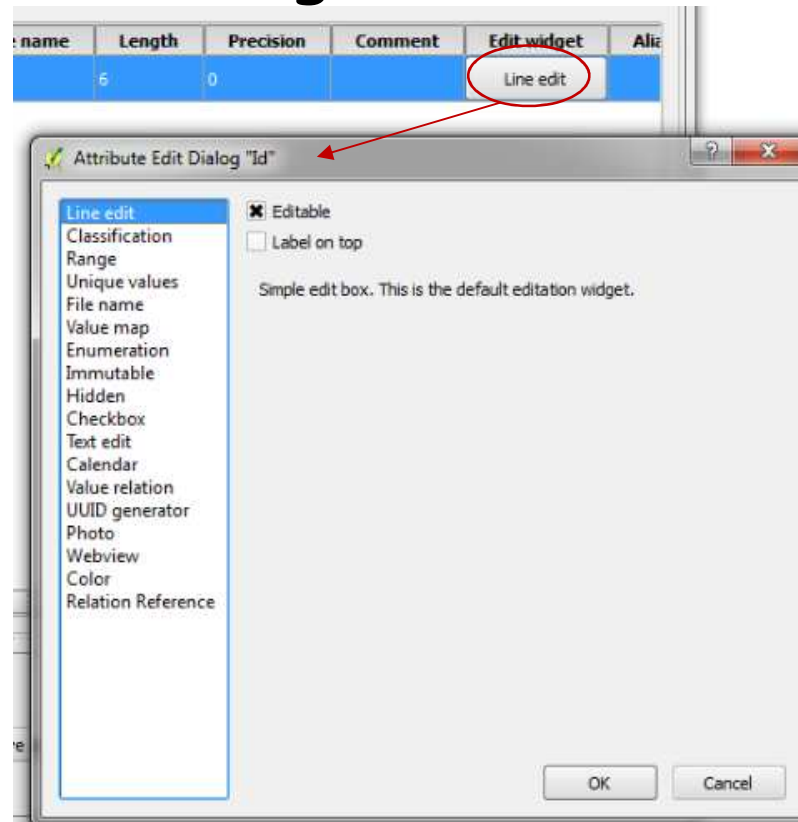 name Length Precision Comment Edit widget
6 0 Line edit
Attribute Edit Dialog "Id"
Line edit
Classification
Range
Unique values
File name
Value map
Enumeration
Immutable
Hidden
Checkbox
Text edit
Calendar
Value relation
UUID generator
Photo
Webview
Color
Relation Reference
Editable
Label on top
Simple edit box. This is the default editation widget.
OK Cancel